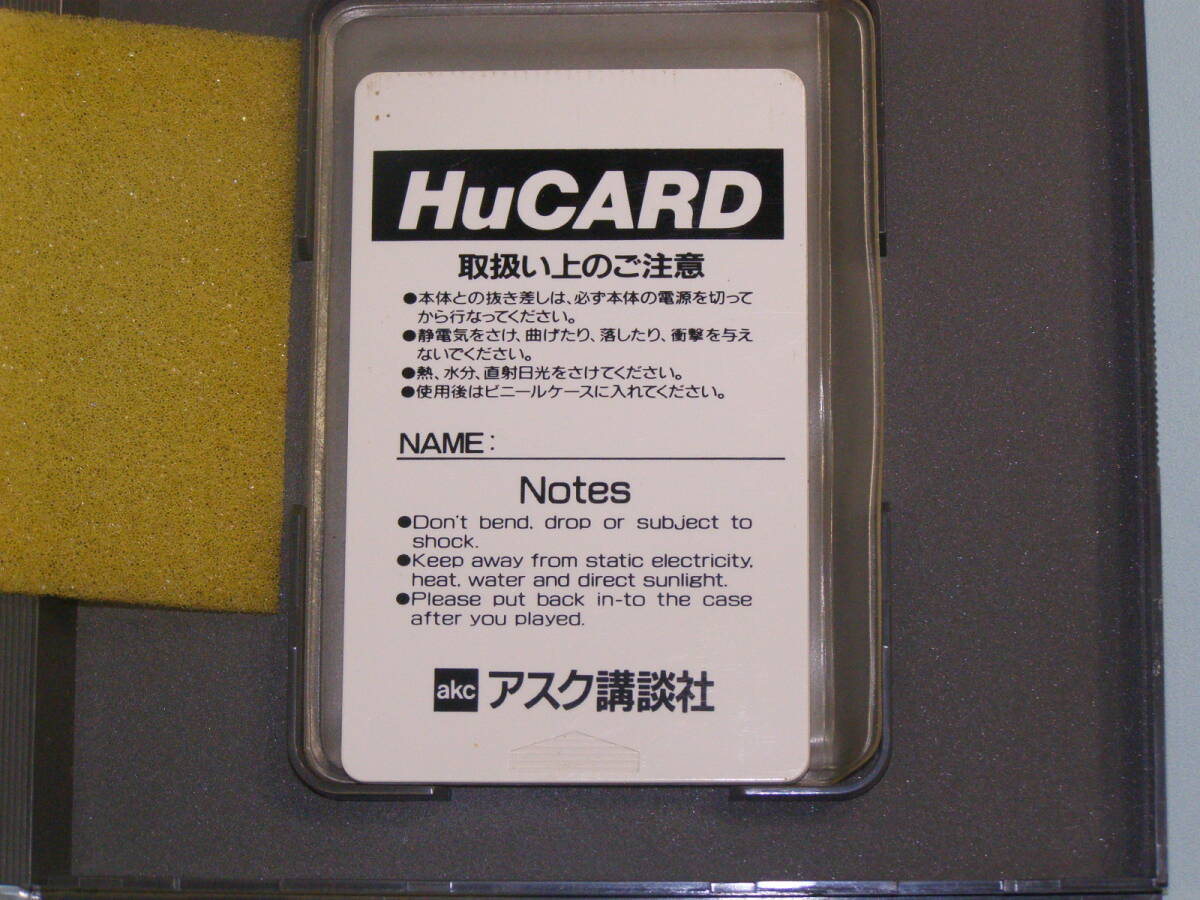 HuCARD
取扱い上のご注意
●本体との抜き差しは、必ず本体の電源を切って
から行なってください。
●静電気をさけ、曲げたり、落したり、衝撃を与え
ないでください。
●熱、水分、直射日光をさけてください。
●使用後はビニールケースに入れてください。
NAME:
Notes
●Don't bend, drop or subject to
shock.
●Keep away from static electricity,
heat, water and direct sunlight.
●Please put back in-to the case
after you played.
akc アスク講談社